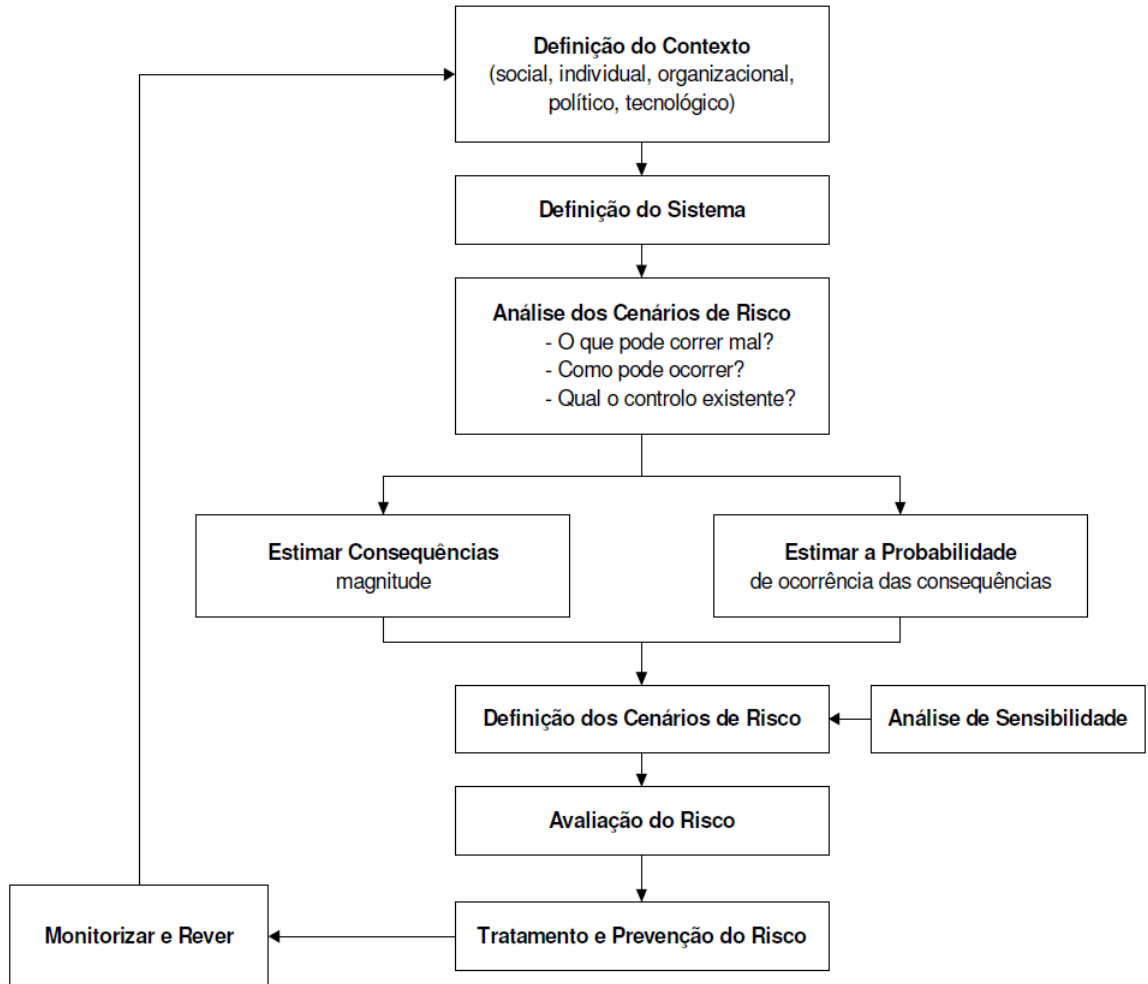 Definição do Contexto
(social, individual, organizacional,
político, tecnológico)
Definição do Sistema
Análise dos Cenários de Risco
- O que pode correr mal?
- Como pode ocorrer?
- Qual o controlo existente?
Estimar Consequências
magnitude
Estimar a Probabilidade
de ocorrência das consequências
Definição dos Cenários de Risco
Análise de Sensibilidade
Avaliação do Risco
Monitorizar e Rever
Tratamento e Prevenção do Risco